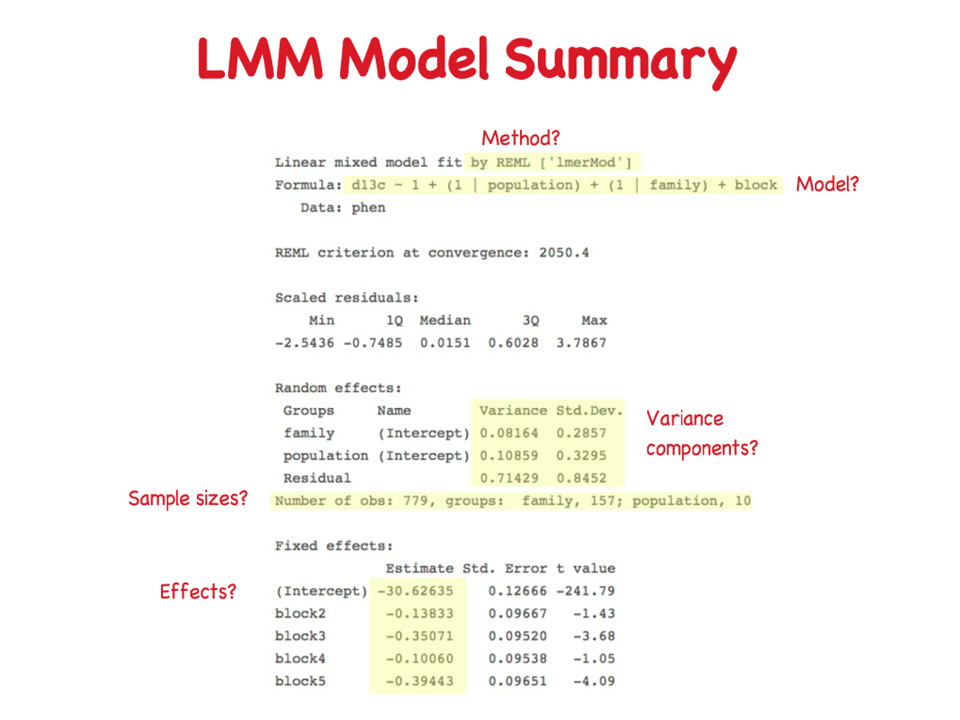 LMM Model Summary
Method?
Linear mixed model fit by REML ['lmerMod']
Formula: d13c ~ 1 + (1 | population) + (1 | family) + block Model?
Data: phen
REML criterion at convergence: 2050.4
Scaled residuals:
Min 1Q Median 3Q Max
-2.5436 -0.7485 0.0151 0.6028 3.7867
Random effects:
Groups Name Variance Std.Dev.
family (Intercept) 0.08164 0.2857
population (Intercept) 0.10859 0.3295
Residual 0.71429 0.8452
Variance
components?
Sample sizes? Number of obs: 779, groups: family, 157; population, 10
Fixed effects:
Estimate Std. Error t value
Effects? (Intercept) -30.62635 0.12666 -241.79
block2 -0.13833 0.09667 -1.43
block3 -0.35071 0.09520 -3.68
block4 -0.10060 0.09538 -1.05
block5 -0.39443 0.09651 -4.09